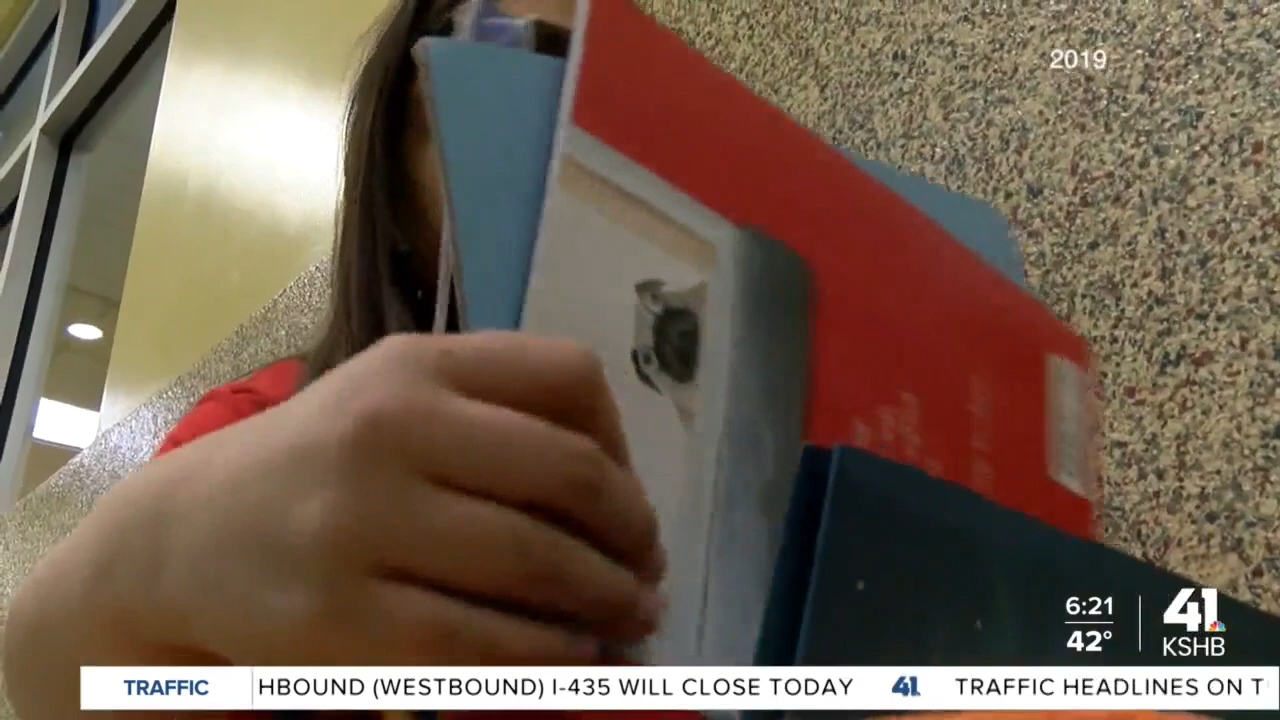 2019
6:21
42°
41
KSHB
TRAFFIC
HBOUND (WESTBOUND) I-435 WILL CLOSE TODAY 41 TRAFFIC HEADLINES ON T